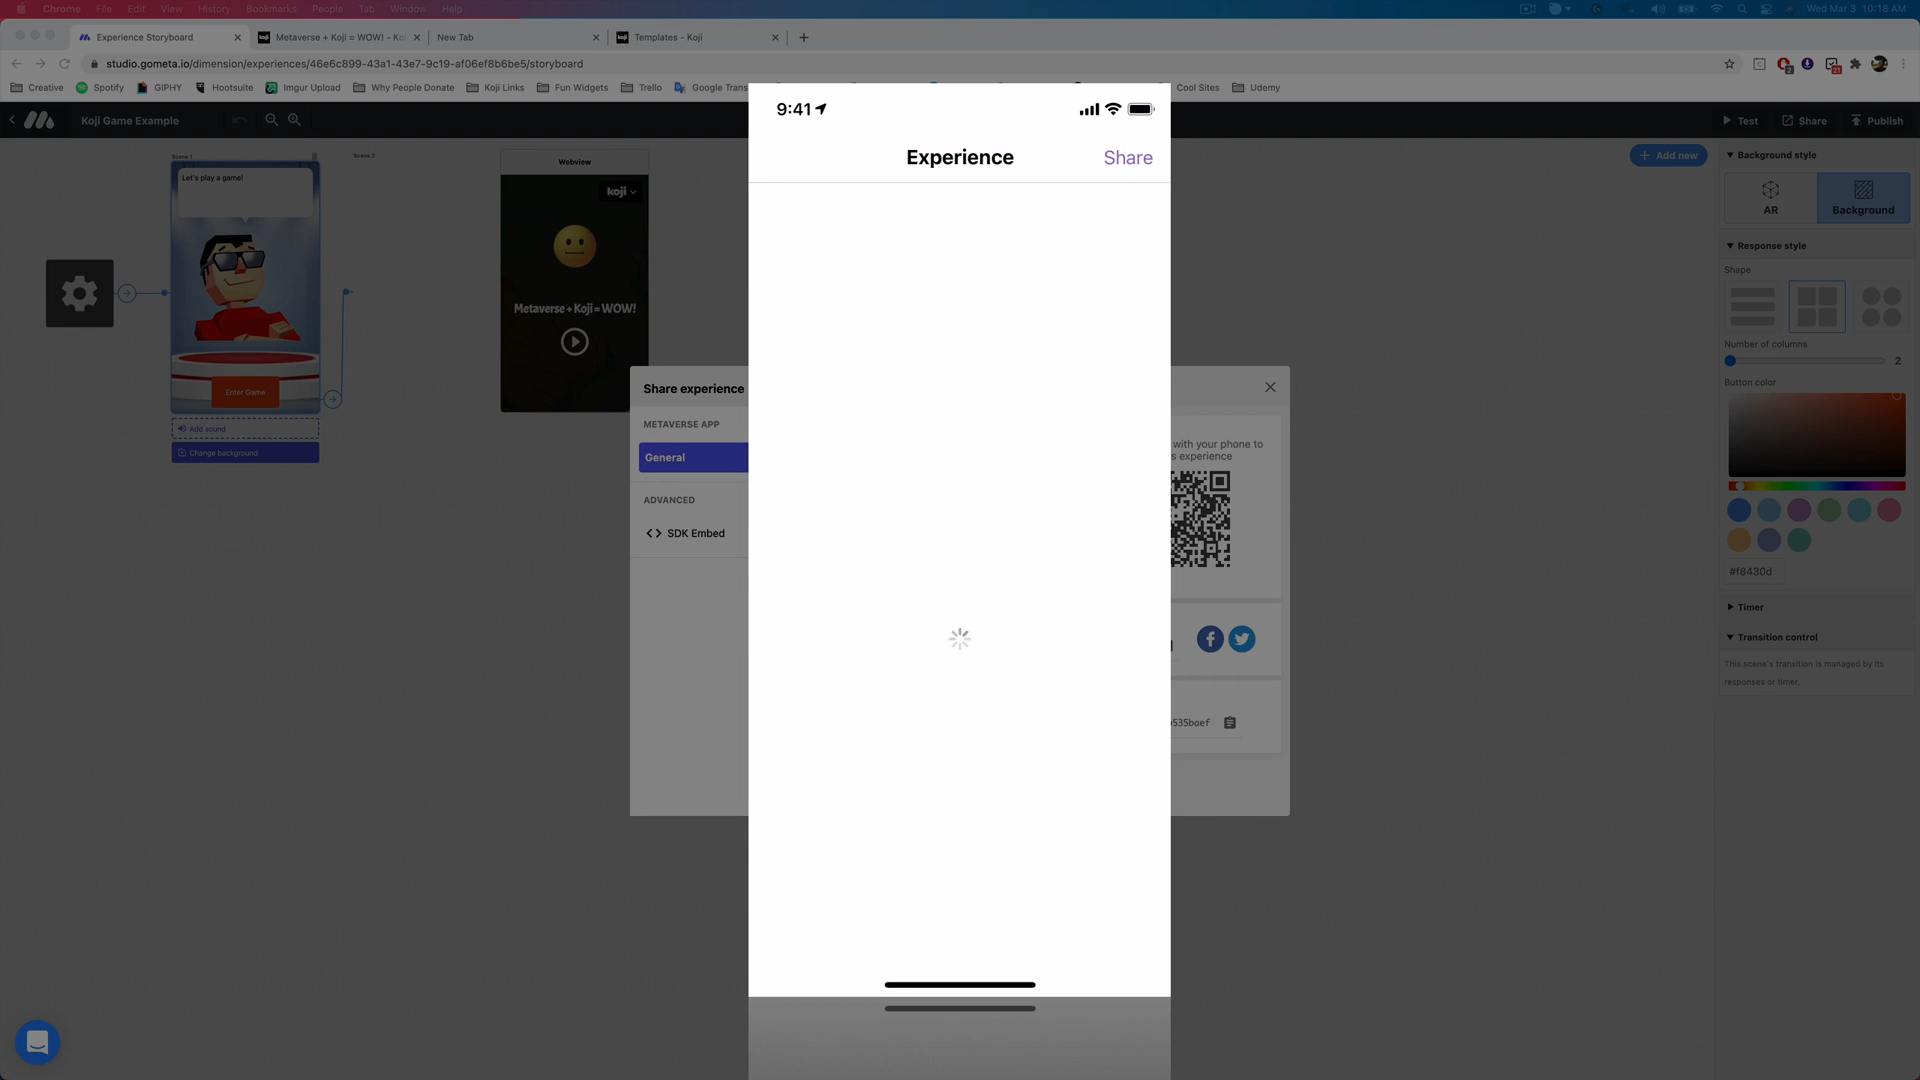 Chrome File Edit View History Bookmarks People Tab Window Help
Wed Mar 3 10:18 AM
Experience Storyboard
Metaverse + Koji = WOW! - Ko
New Tab
Templates - Koji
studio.gometa.io/dimension/experiences/46e6c899-43a1-43e7-9c19-af06ef8b6be5/storyboard
Creative Spotify GIPHY Hootsuite Imgur Upload Why People Donate Koji Links Fun Widgets Trello Google Trans Cool Sites Udemy
Koji Game Example
Test Share Publish
9:41
Experience
Share
Scene 1
Let's play a game!
Enter Game
Add sound
Change background
Scene 2
Webview
koji
Metaverse + Koji = WOW!
Share experience
METAVERSE APP
General
ADVANCED
SDK Embed
with your phone to
s experience
535baef
Add new
Background style
AR
Background
Response style
Shape
Number of columns
2
Button color
#f8430d
Timer
Transition control
This scene's transition is managed by its
responses or timer.